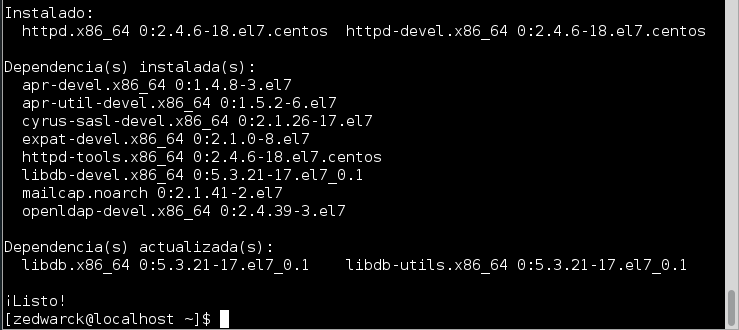 Instalado:
httpd.x86_64 0:2.4.6-18.el7.centos  httpd-devel.x86_64 0:2.4.6-18.el7.centos
Dependencia(s) instalada(s):
apr-devel.x86_64 0:1.4.8-3.el7
apr-util-devel.x86_64 0:1.5.2-6.el7
cyrus-sasl-devel.x86_64 0:2.1.26-17.el7
expat-devel.x86_64 0:2.1.0-8.el7
httpd-tools.x86_64 0:2.4.6-18.el7.centos
libdb-devel.x86_64 0:5.3.21-17.el7_0.1
mailcap.noarch 0:2.1.41-2.el7
openldap-devel.x86_64 0:2.4.39-3.el7
Dependencia(s) actualizada(s):
libdb.x86_64 0:5.3.21-17.el7_0.1    libdb-utils.x86_64 0:5.3.21-17.el7_0.1
¡Listo!
[zedwarck@localhost ~]$